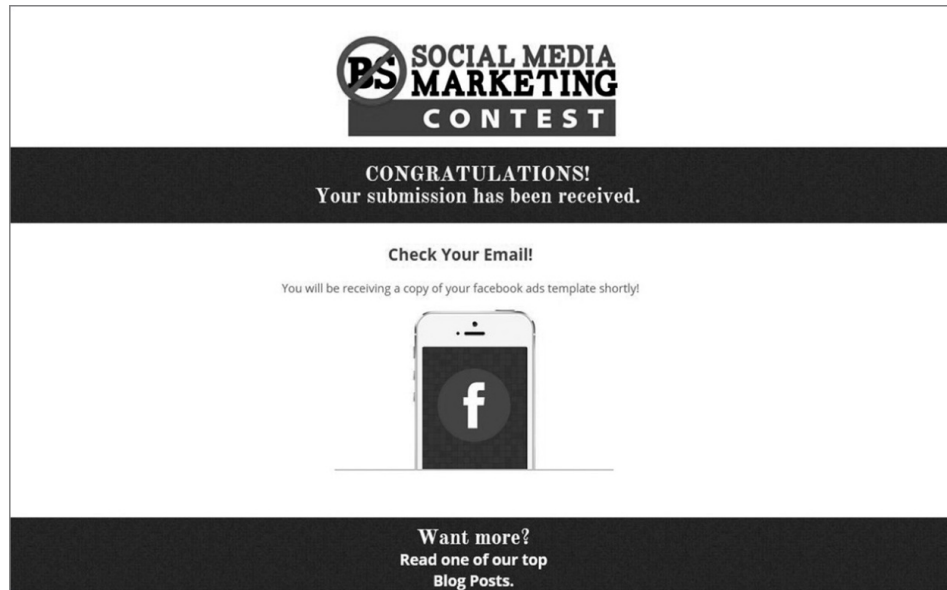 BS SOCIAL MEDIA
MARKETING
CONTEST
CONGRATULATIONS!
Your submission has been received.
Check Your Email!
You will be receiving a copy of your facebook ads template shortly!
f
Want more?
Read one of our top
Blog Posts.